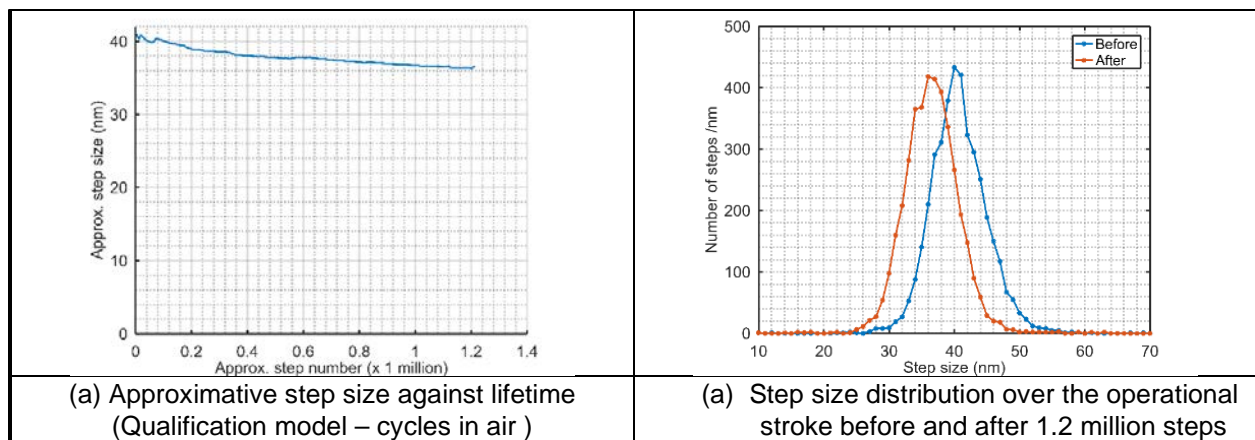 40
30
20
10
0
Approx. step size (nm)
0 0.2 0.4 0.6 0.8 1 1.2 1.4
Approx. step number (x 1 million)
500
400
300
200
100
0
Number of steps /nm
Before
After
10 20 30 40 50 60 70
Step size (nm)
(a) Approximative step size against lifetime
(Qualification model – cycles in air )
(a) Step size distribution over the operational
stroke before and after 1.2 million steps